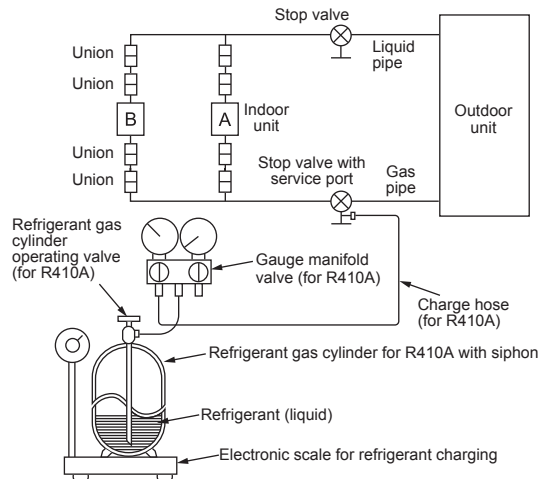 Stop valve
Union
Liquid
pipe
Union
B
A
Indoor
unit
Outdoor
unit
Union
Stop valve with
service port
Gas
pipe
Union
Refrigerant gas
cylinder
operating valve
(for R410A)
Gauge manifold
valve (for R410A)
Charge hose
(for R410A)
Refrigerant gas cylinder for R410A with siphon
Refrigerant (liquid)
Electronic scale for refrigerant charging